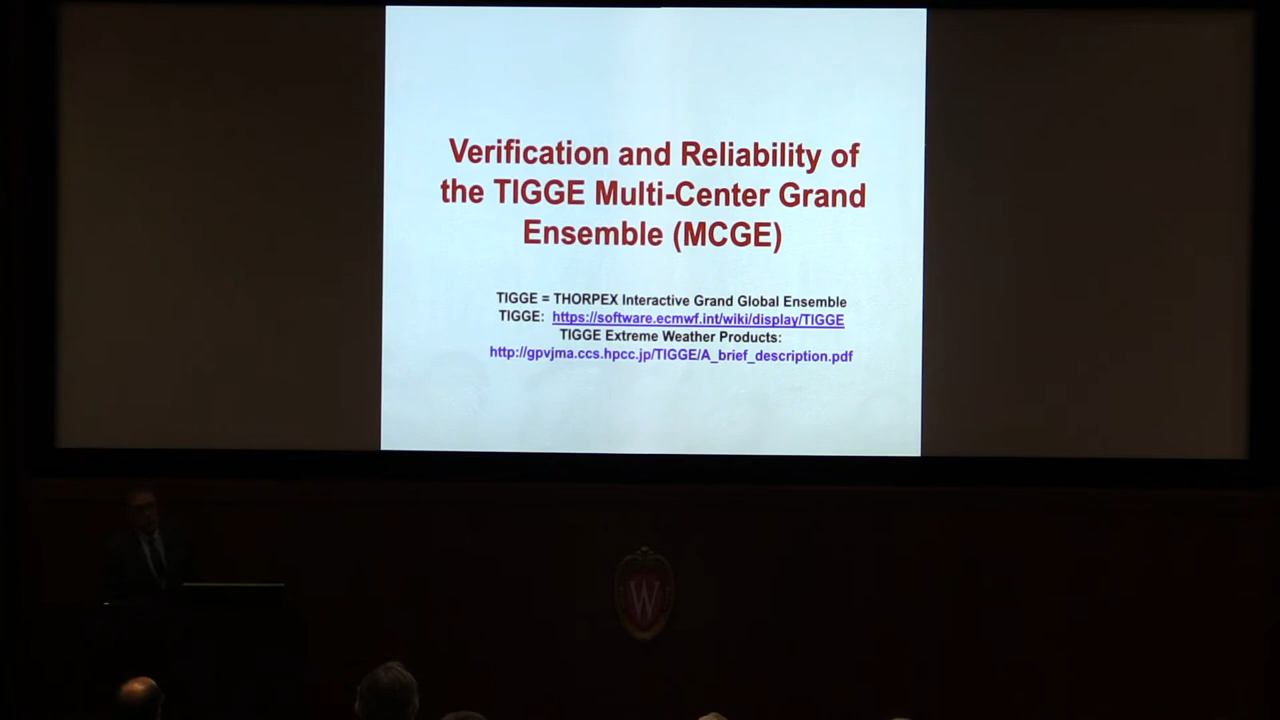 Verification and Reliability of
the TIGGE Multi-Center Grand
Ensemble (MCGE)
TIGGE = THORPEX Interactive Grand Global Ensemble
TIGGE: https://software.ecmwf.int/wiki/display/TIGGE
TIGGE Extreme Weather Products:
http://gpvjma.ccs.hpcc.jp/TIGGE/A_brief_description.pdf
W